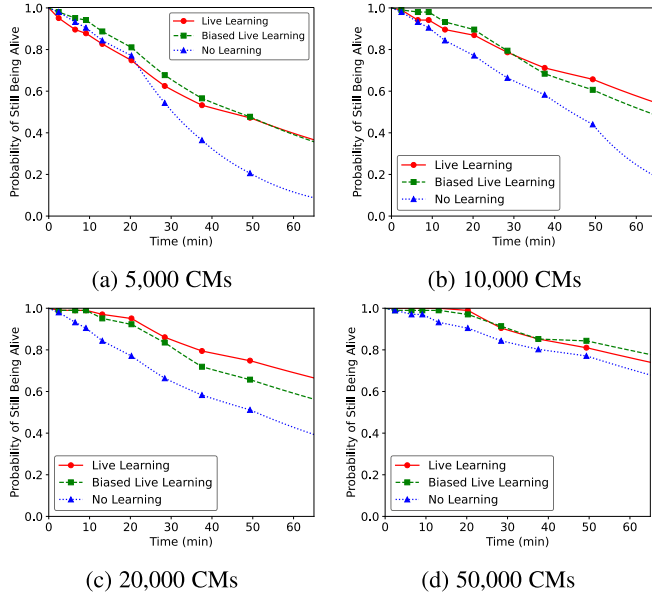 Probability of Still Being Alive
1.0
0.8
0.6
0.4
0.2
0.0
Live Learning
Biased Live Learning
No Learning
0 10 20 30 40 50 60
Time (min)
(a) 5,000 CMs
Probability of Still Being Alive
1.0
0.8
0.6
0.4
0.2
0.0
Live Learning
Biased Live Learning
No Learning
0 10 20 30 40 50 60
Time (min)
(b) 10,000 CMs
Probability of Still Being Alive
1.0
0.8
0.6
0.4
0.2
0.0
Live Learning
Biased Live Learning
No Learning
0 10 20 30 40 50 60
Time (min)
(c) 20,000 CMs
Probability of Still Being Alive
1.0
0.8
0.6
0.4
0.2
0.0
Live Learning
Biased Live Learning
No Learning
0 10 20 30 40 50 60
Time (min)
(d) 50,000 CMs